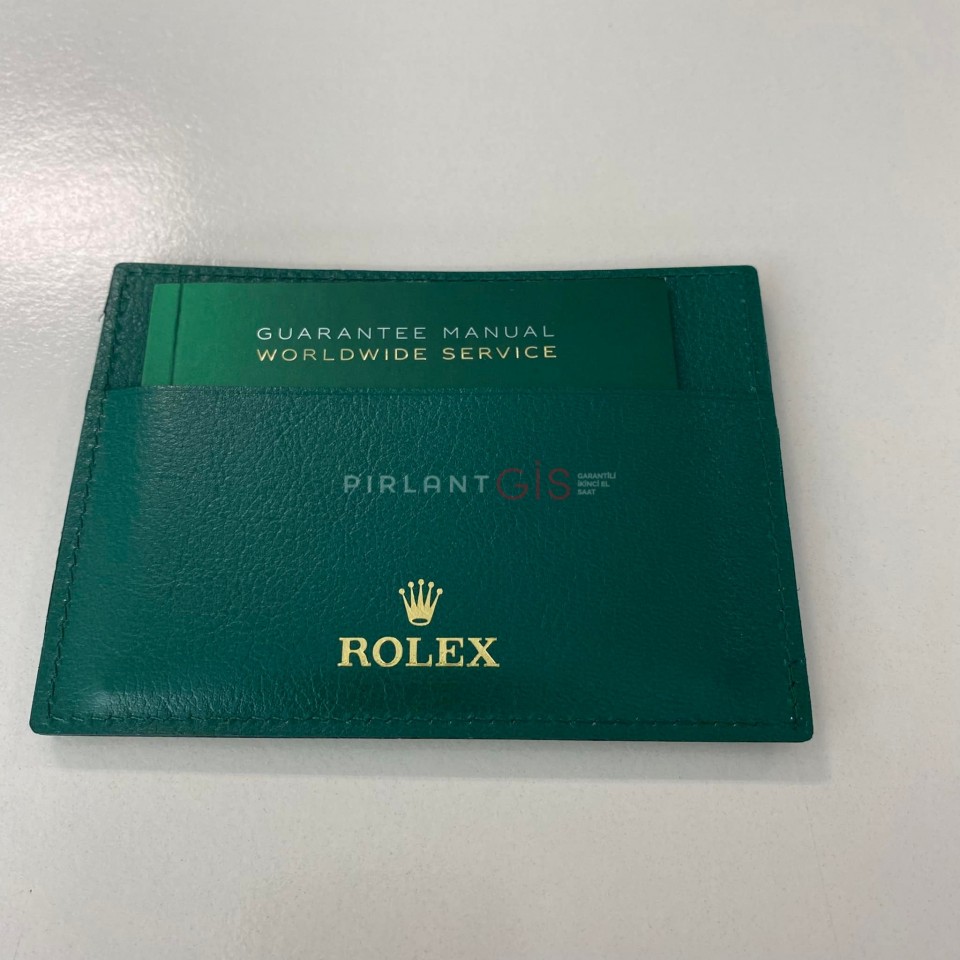 GUARANTEE MANUAL
WORLDWIDE SERVICE
PIRLANTGİS
GARANTİLİ
İKİNCİ EL
SAAT
ROLEX